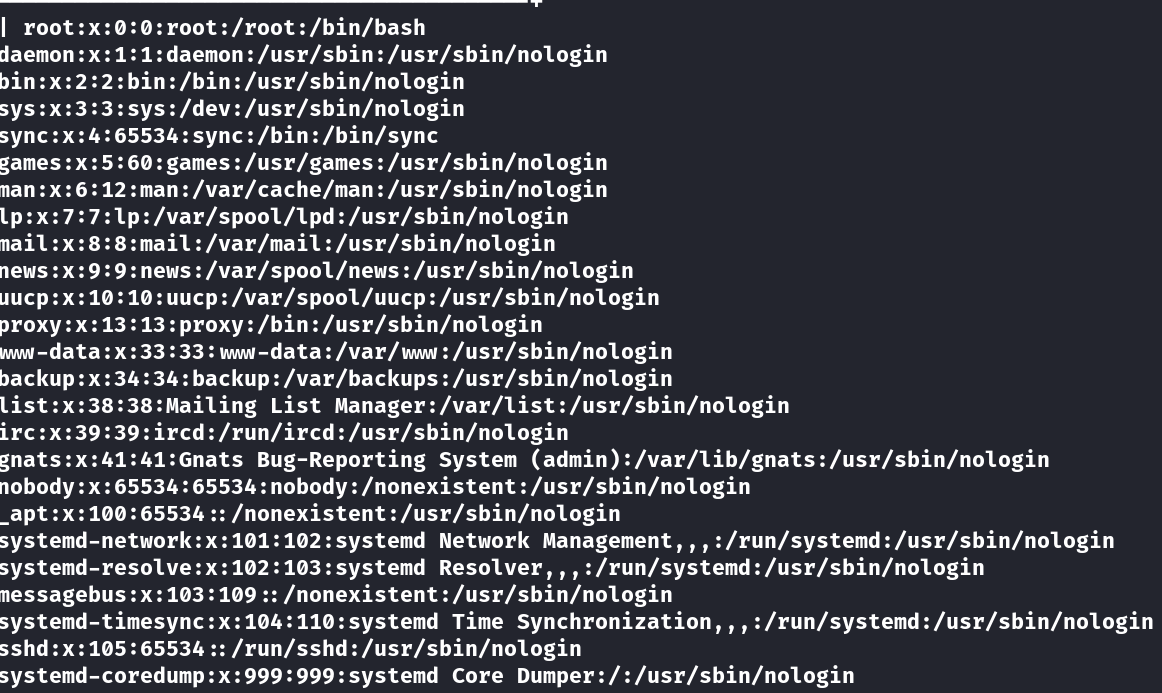 | root:x:0:0:root:/root:/bin/bash
daemon:x:1:1:daemon:/usr/sbin:/usr/sbin/nologin
bin:x:2:2:bin:/bin:/usr/sbin/nologin
sys:x:3:3:sys:/dev:/usr/sbin/nologin
sync:x:4:65534:sync:/bin:/bin/sync
games:x:5:60:games:/usr/games:/usr/sbin/nologin
man:x:6:12:man:/var/cache/man:/usr/sbin/nologin
lp:x:7:7:lp:/var/spool/lpd:/usr/sbin/nologin
mail:x:8:8:mail:/var/mail:/usr/sbin/nologin
news:x:9:9:news:/var/spool/news:/usr/sbin/nologin
uucp:x:10:10:uucp:/var/spool/uucp:/usr/sbin/nologin
proxy:x:13:13:proxy:/bin:/usr/sbin/nologin
www-data:x:33:33:www-data:/var/www:/usr/sbin/nologin
backup:x:34:34:backup:/var/backups:/usr/sbin/nologin
list:x:38:38:Mailing List Manager:/var/list:/usr/sbin/nologin
irc:x:39:39:ircd:/run/ircd:/usr/sbin/nologin
gnats:x:41:41:Gnats Bug-Reporting System (admin):/var/lib/gnats:/usr/sbin/nologin
nobody:x:65534:65534:nobody:/nonexistent:/usr/sbin/nologin
_apt:x:100:65534::/nonexistent:/usr/sbin/nologin
systemd-network:x:101:102:systemd Network Management,,,:/run/systemd:/usr/sbin/nologin
systemd-resolve:x:102:103:systemd Resolver,,,:/run/systemd:/usr/sbin/nologin
messagebus:x:103:109::/nonexistent:/usr/sbin/nologin
systemd-timesync:x:104:110:systemd Time Synchronization,,,:/run/systemd:/usr/sbin/nologin
sshd:x:105:65534::/run/sshd:/usr/sbin/nologin
systemd-coredump:x:999:999:systemd Core Dumper:/:/usr/sbin/nologin